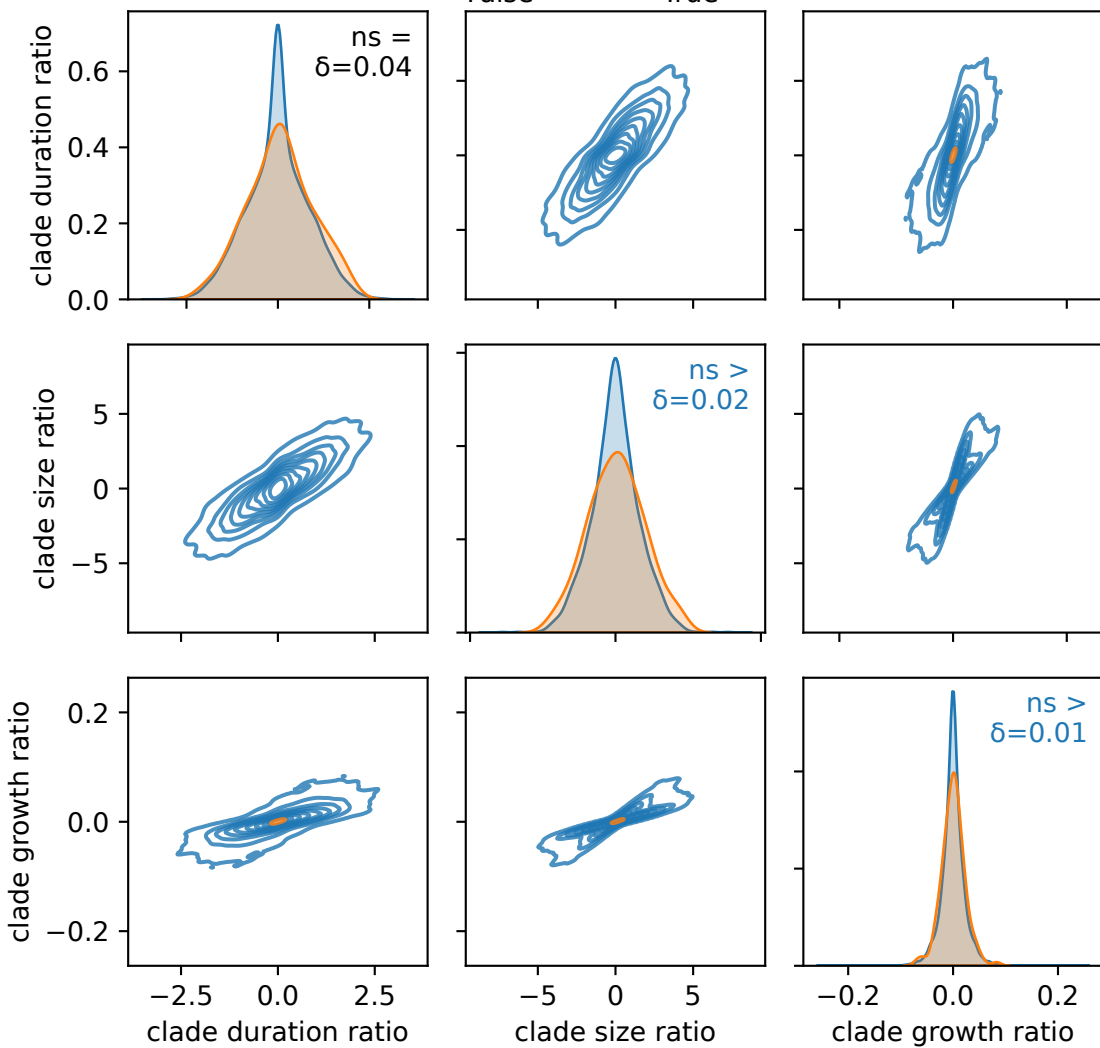 clade duration ratio
0.6
0.4
0.2
0.0
ns =
δ=0.04
clade size ratio
5
0
−5
ns >
δ=0.02
clade growth ratio
0.2
0.0
−0.2
ns >
δ=0.01
−2.5 0.0 2.5
−5 0 5
−0.2 0.0 0.2
clade duration ratio
clade size ratio
clade growth ratio